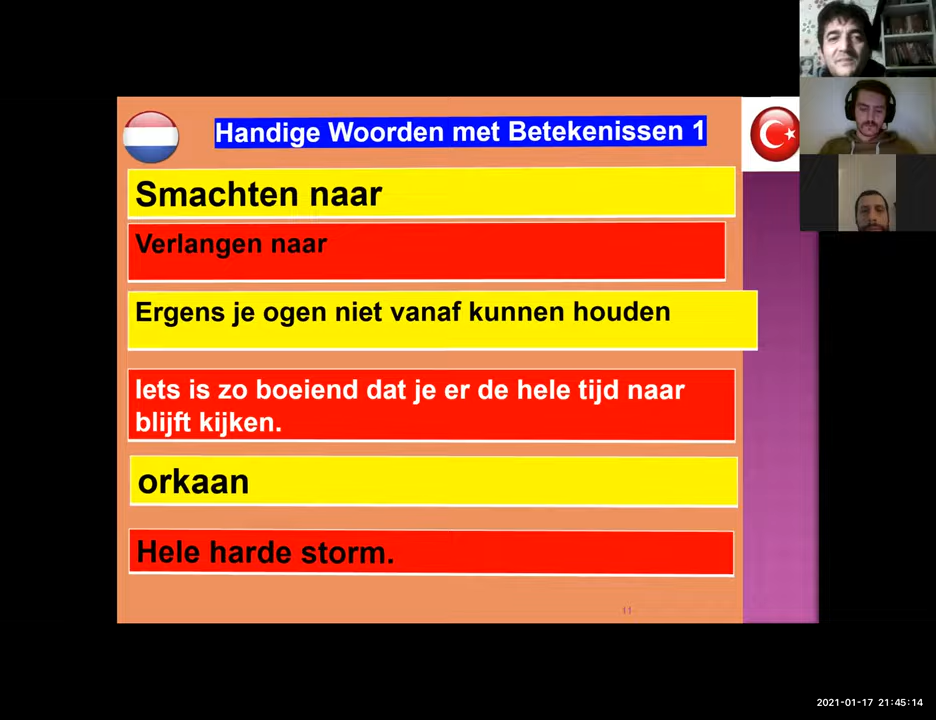 Handige Woorden met Betekenissen 1
Smachten naar
Verlangen naar
Ergens je ogen niet vanaf kunnen houden
Iets is zo boeiend dat je er de hele tijd naar
blijft kijken.
orkaan
Hele harde storm.
11
2021-01-17 21:45:14